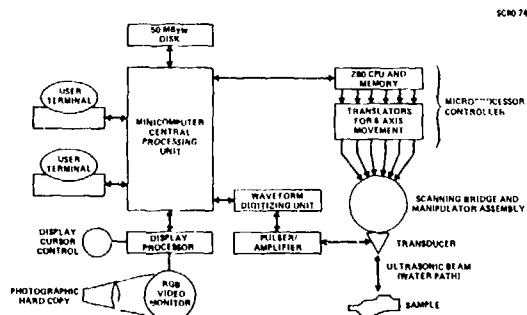 SCRD 74
50 MByte
DISK
USER
TERMINAL
USER
TERMINAL
MINICOMPUTER
CENTRAL
PROCESSING
UNIT
Z80 CPU AND
MEMORY
TRANSLATORS
FOR 6 AXIS
MOVEMENT
CONTROLLER
WAVEFORM
DIGITIZING UNIT
SCANNING BRIDGE AND
MANIPULATOR ASSEMBLY
DISPLAY
CURSOR
CONTROL
DISPLAY
PROCESSOR
PULSER/
AMPLIFIER
TRANSDUCER
ULTRASONIC BEAM
(WATER PATH)
PHOTOGRAPHIC
HARD COPY
RGB
VIDEO
MONITOR
SAMPLE